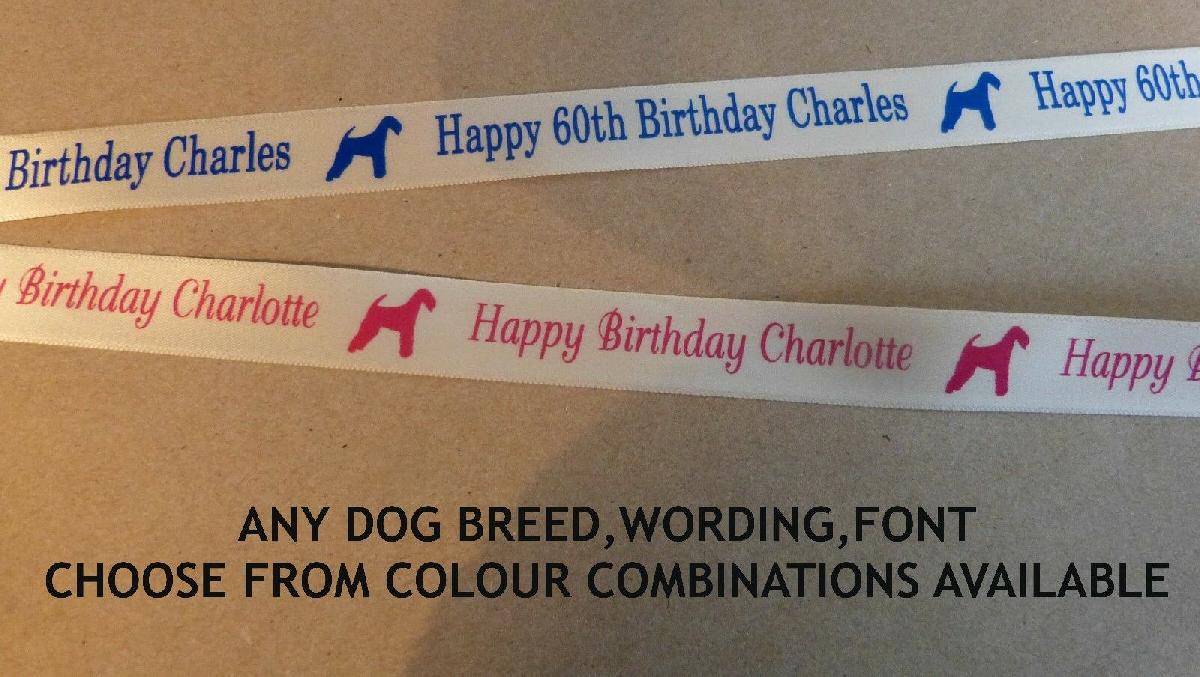 Birthday Charles Happy 60th Birthday Charles Happy 60th
Birthday Charlotte Happy Birthday Charlotte Happy
ANY DOG BREED,WORDING,FONT
CHOOSE FROM COLOUR COMBINATIONS AVAILABLE